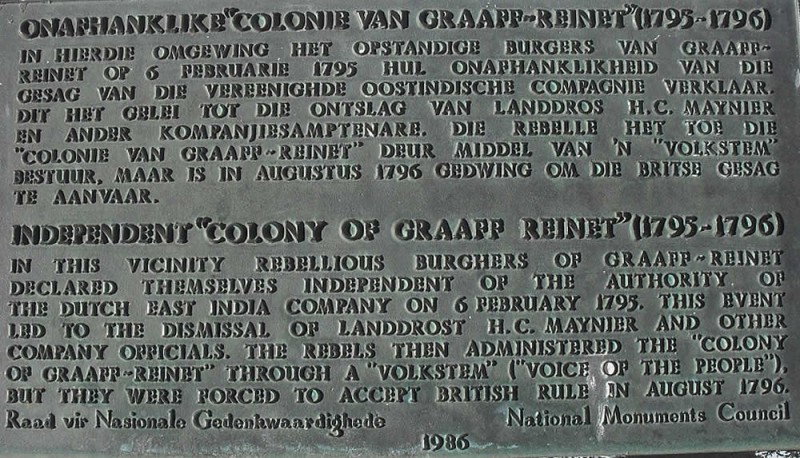 ONAFHANKLIKE "COLONIE VAN GRAAFF-REINET" (1795-1796)
IN HIERDIE OMGEWING HET OPSTANDIGE BURGERS VAN GRAAFF-
REINET OP 6 FEBRUARIE 1795 HUL ONAFHANKLIKHEID VAN DIE
GESAG VAN DIE VEREENIGHDE OOSTINDISCHE COMPAGNIE VERKLAAR.
DIT HET GELEI TOT DIE ONTSLAG VAN LANDDROS H.C. MAYNIER
EN ANDER KOMPANJIESAMPTENARE. DIE REBELLE HET TOE DIE
"COLONIE VAN GRAAFF-REINET" DEUR MIDDEL VAN 'N "VOLKSTEM"
BESTUUR, MAAR IS IN AUGUSTUS 1796 GEDWING OM DIE BRITSE GESAG
TE AANVAAR.
INDEPENDENT "COLONY OF GRAAFF REINET" (1795-1796)
IN THIS VICINITY REBELLIOUS BURGHERS OF GRAAFF-REINET
DECLARED THEMSELVES INDEPENDENT OF THE AUTHORITY OF
THE DUTCH EAST INDIA COMPANY ON 6 FEBRUARY 1795. THIS EVENT
LED TO THE DISMISSAL OF LANDDROST H.C. MAYNIER AND OTHER
COMPANY OFFICIALS. THE REBELS THEN ADMINISTERED THE "COLONY
OF GRAAFF-REINET" THROUGH A "VOLKSTEM" ("VOICE OF THE PEOPLE"),
BUT THEY WERE FORCED TO ACCEPT BRITISH RULE IN AUGUST 1796.
Raad vir Nasionale Gedenkwaardighede National Monuments Council
1986